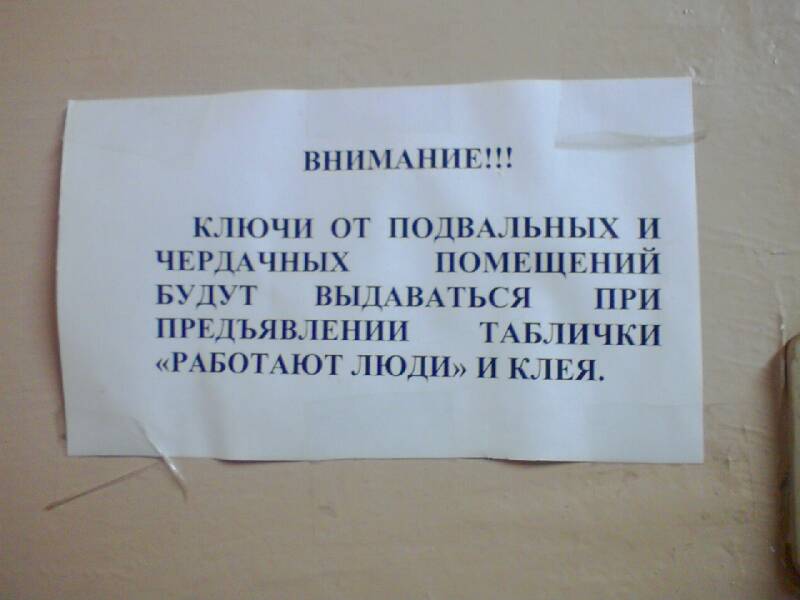 ВНИМАНИЕ!!!
КЛЮЧИ ОТ ПОДВАЛЬНЫХ И
ЧЕРДАЧНЫХ ПОМЕЩЕНИЙ
БУДУТ ВЫДАВАТЬСЯ ПРИ
ПРЕДЪЯВЛЕНИИ ТАБЛИЧКИ
«РАБОТАЮТ ЛЮДИ» И КЛЕЯ.